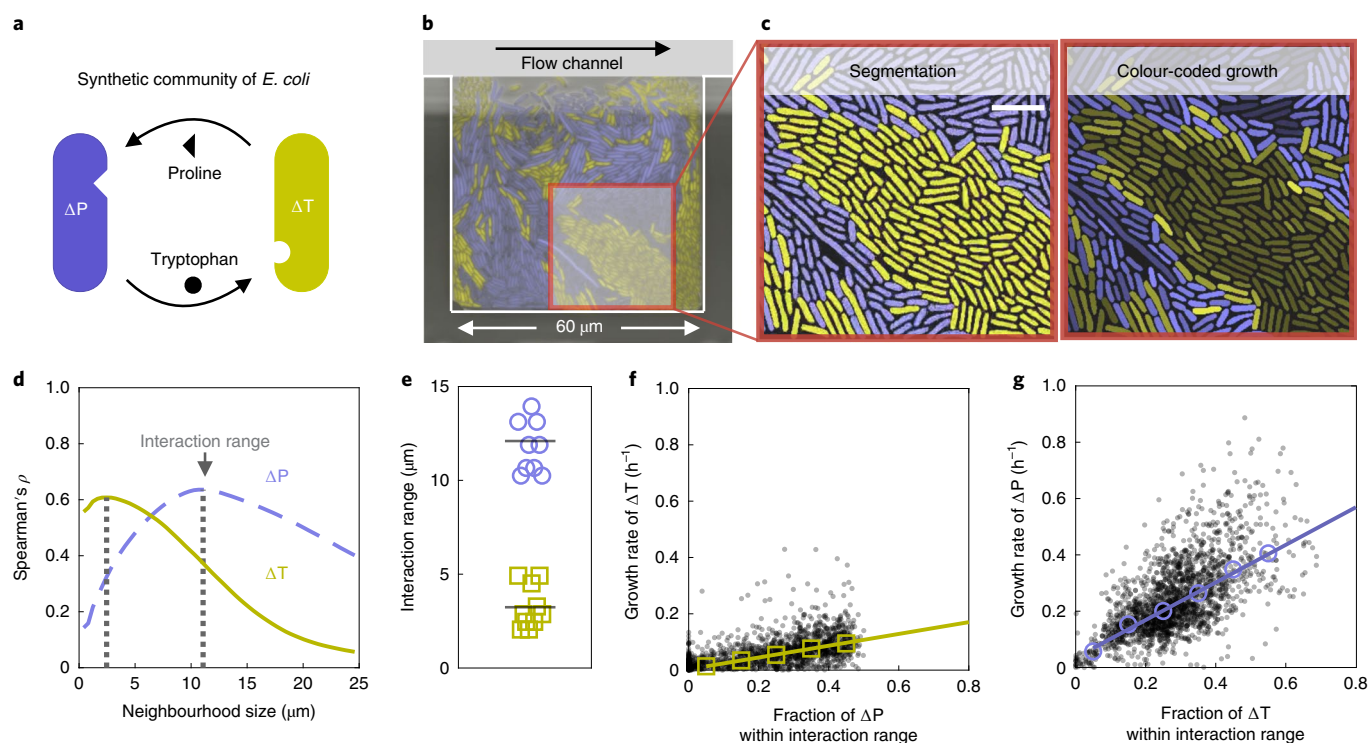 a
Synthetic community of E. coli
ΔP
Proline
Tryptophan
ΔT
b
Flow channel
60 μm
c
Segmentation
Colour-coded growth
d
1.0
0.8
0.6
0.4
0.2
0
Spearman's ρ
Interaction range
ΔP
ΔT
0 5 10 15 20 25
Neighbourhood size (μm)
e
15
10
5
0
Interaction range (μm)
f
1.0
0.8
0.6
0.4
0.2
0
Growth rate of ΔT (h⁻¹)
0 0.2 0.4 0.6 0.8
Fraction of ΔP
within interaction range
g
1.0
0.8
0.6
0.4
0.2
0
Growth rate of ΔP (h⁻¹)
0 0.2 0.4 0.6 0.8
Fraction of ΔT
within interaction range